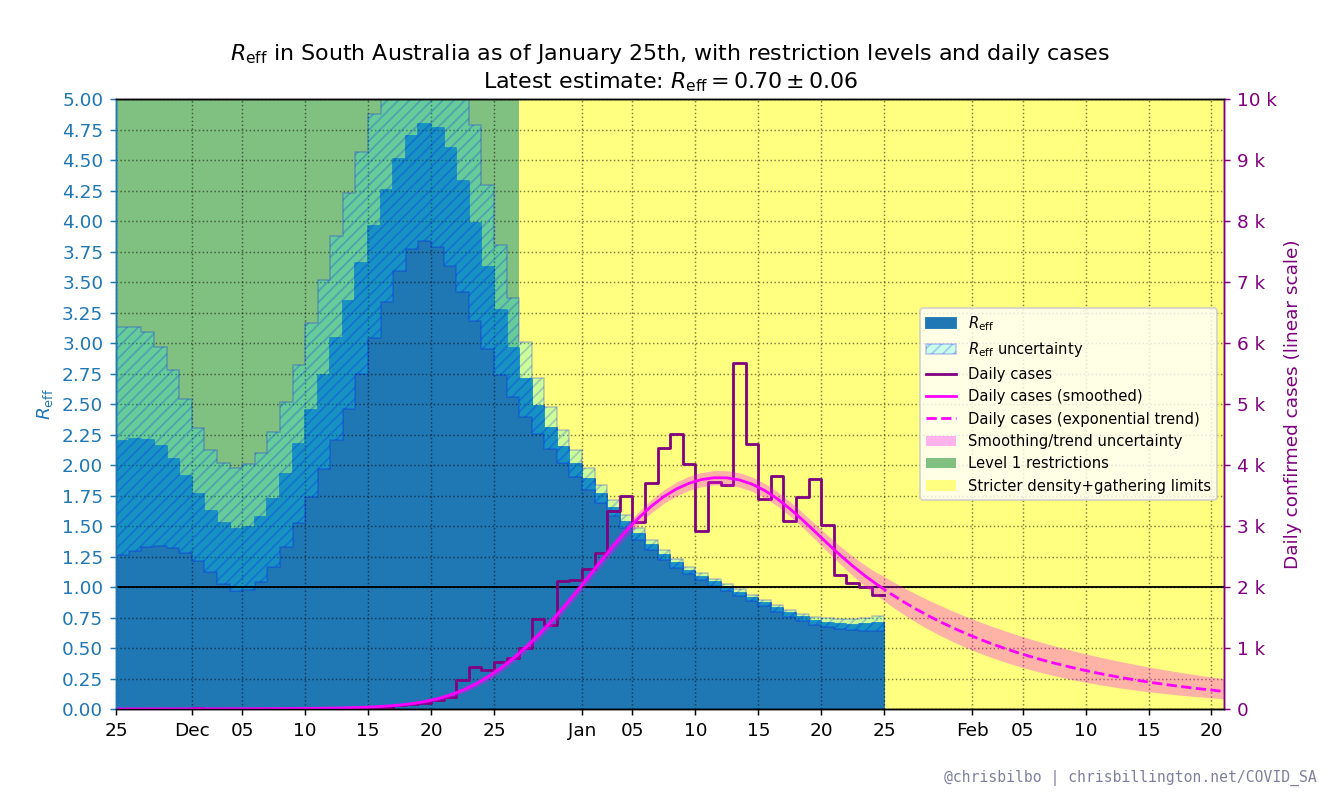 R_eff in South Australia as of January 25th, with restriction levels and daily cases
Latest estimate: R_eff = 0.70 ± 0.06
5.00
4.75
4.50
4.25
4.00
3.75
3.50
3.25
3.00
2.75
2.50
2.25
2.00
1.75
1.50
1.25
1.00
0.75
0.50
0.25
0.00
R_eff
10 k
9 k
8 k
7 k
6 k
5 k
4 k
3 k
2 k
1 k
0
Daily confirmed cases (linear scale)
R_eff
R_eff uncertainty
Daily cases
Daily cases (smoothed)
Daily cases (exponential trend)
Smoothing/trend uncertainty
Level 1 restrictions
Stricter density+gathering limits
25 Dec 05 10 15 20 25 Jan 05 10 15 20 25 Feb 05 10 15 20
@chrisbilbo | chrisbillington.net/COVID_SA